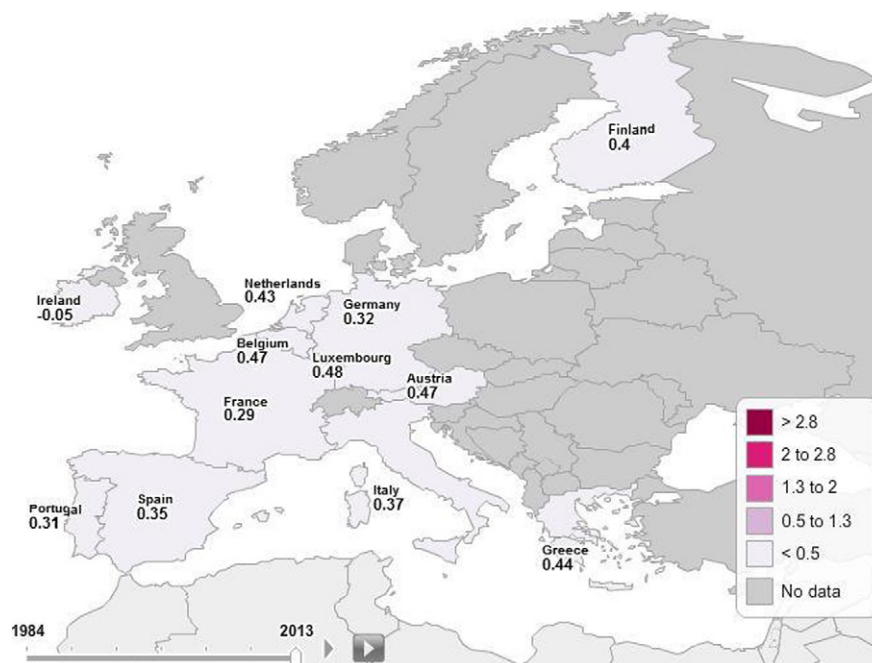 Finland
0.4
Ireland
-0.05
Netherlands
0.43
Germany
0.32
Belgium
0.47
Luxembourg
0.48
Austria
0.47
France
0.29
Portugal
0.31
Spain
0.35
Italy
0.37
Greece
0.44
> 2.8
2 to 2.8
1.3 to 2
0.5 to 1.3
< 0.5
No data
1984
2013